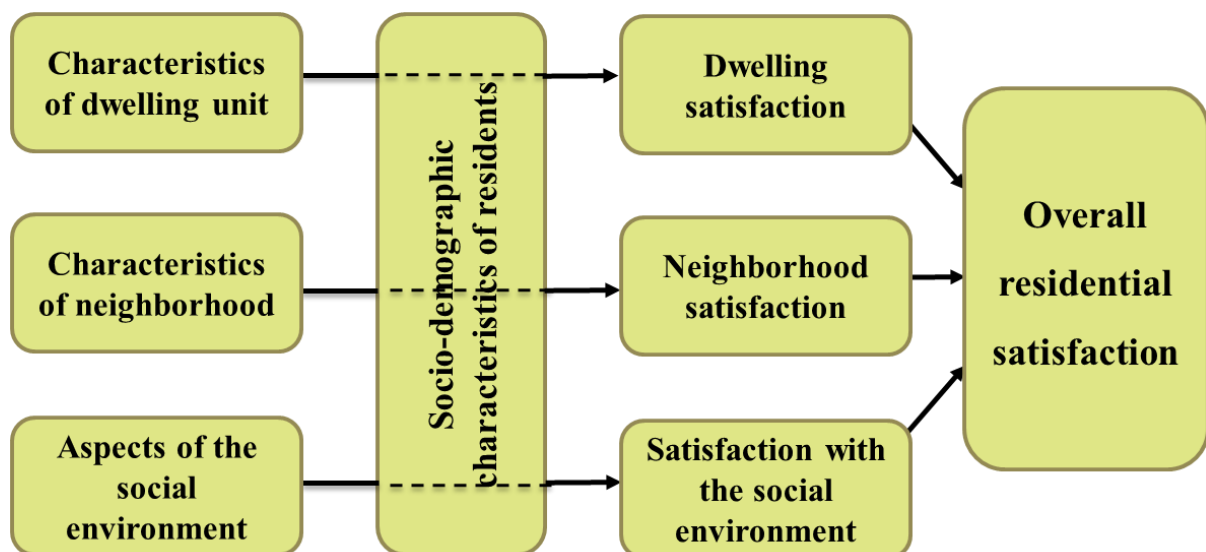 Characteristics
of dwelling unit
Characteristics
of neighborhood
Aspects of the
social
environment
Socio-demographic
characteristics of residents
Dwelling
satisfaction
Neighborhood
satisfaction
Satisfaction with
the social
environment
Overall
residential
satisfaction